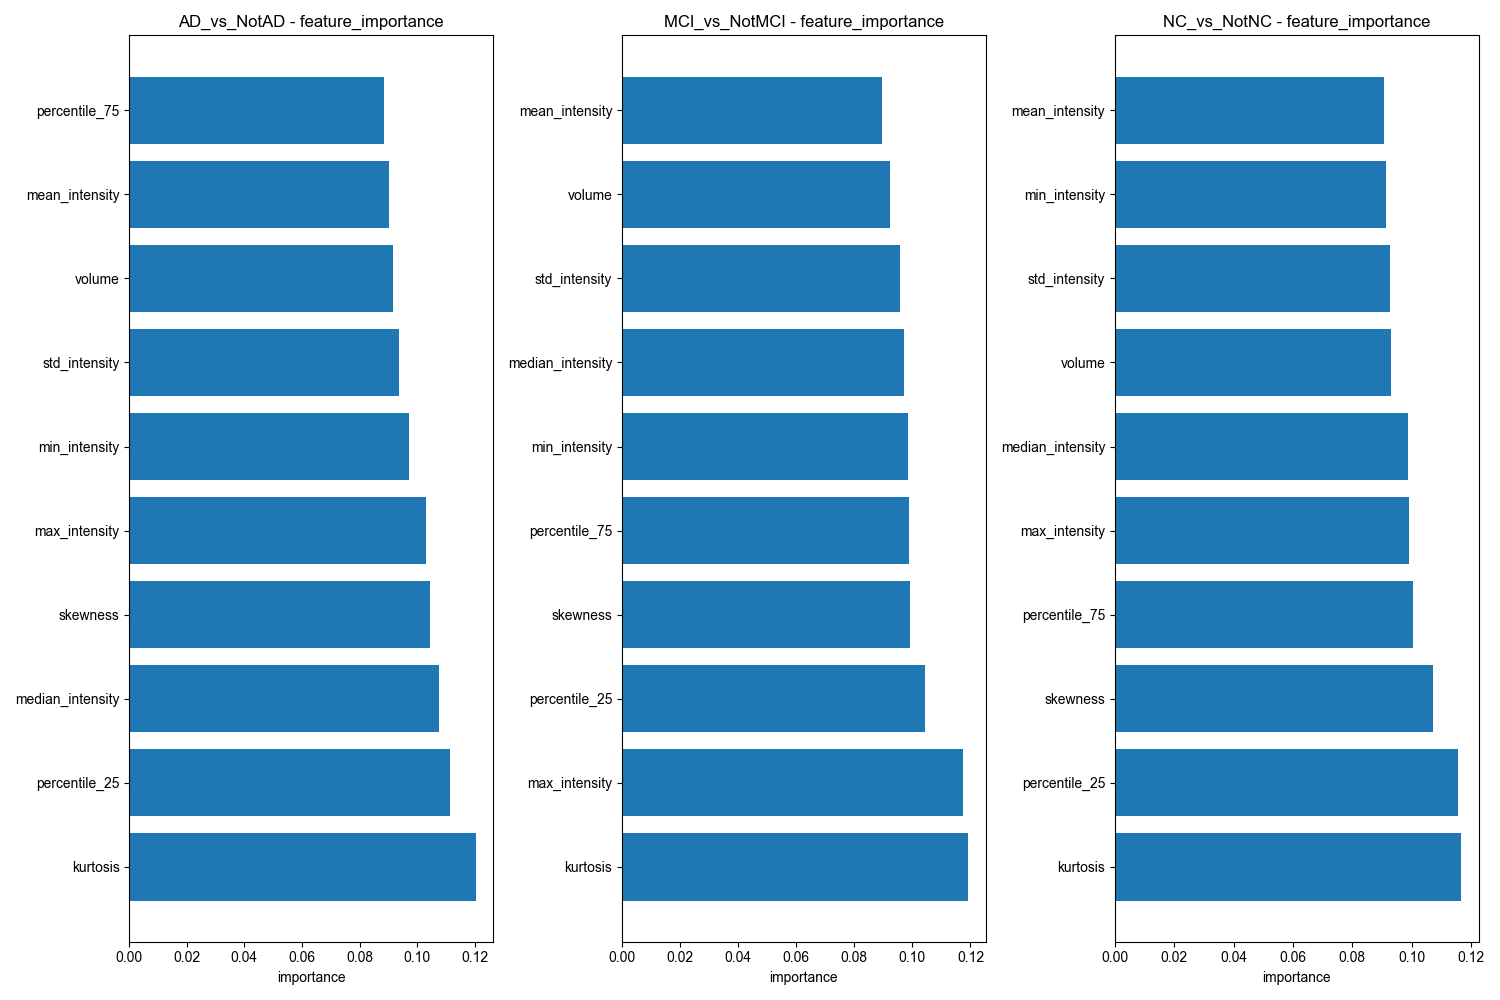 AD_vs_NotAD - feature_importance
percentile_75
mean_intensity
volume
std_intensity
min_intensity
max_intensity
skewness
median_intensity
percentile_25
kurtosis
0.00 0.02 0.04 0.06 0.08 0.10 0.12
importance
MCI_vs_NotMCI - feature_importance
mean_intensity
volume
std_intensity
median_intensity
min_intensity
percentile_75
skewness
percentile_25
max_intensity
kurtosis
0.00 0.02 0.04 0.06 0.08 0.10 0.12
importance
NC_vs_NotNC - feature_importance
mean_intensity
min_intensity
std_intensity
volume
median_intensity
max_intensity
percentile_75
skewness
percentile_25
kurtosis
0.00 0.02 0.04 0.06 0.08 0.10 0.12
importance